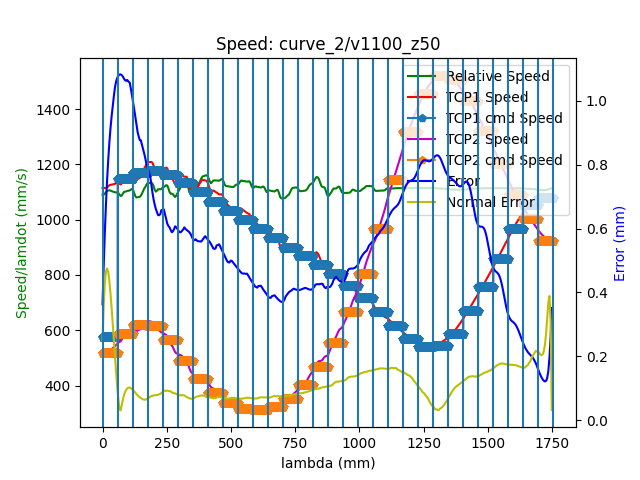 Speed: curve_2/v1100_z50
Relative Speed
TCP1 Speed
TCP1 cmd Speed
TCP2 Speed
TCP2 cmd Speed
Error
Normal Error
Speed/lamdot (mm/s)
1400
1200
1000
800
600
400
Error (mm)
1.0
0.8
0.6
0.4
0.2
0.0
0 250 500 750 1000 1250 1500 1750
lambda (mm)